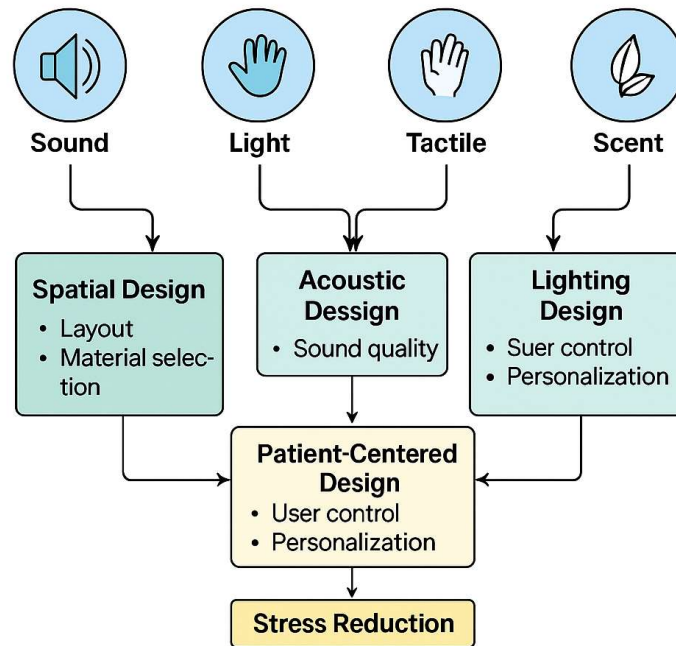 Sound
Light
Tactile
Scent
Spatial Design
• Layout
• Material selec-
tion
Acoustic
Dessign
• Sound quality
Lighting
Design
• Suer control
• Personalization
Patient-Centered
Design
• User control
• Personalization
Stress Reduction